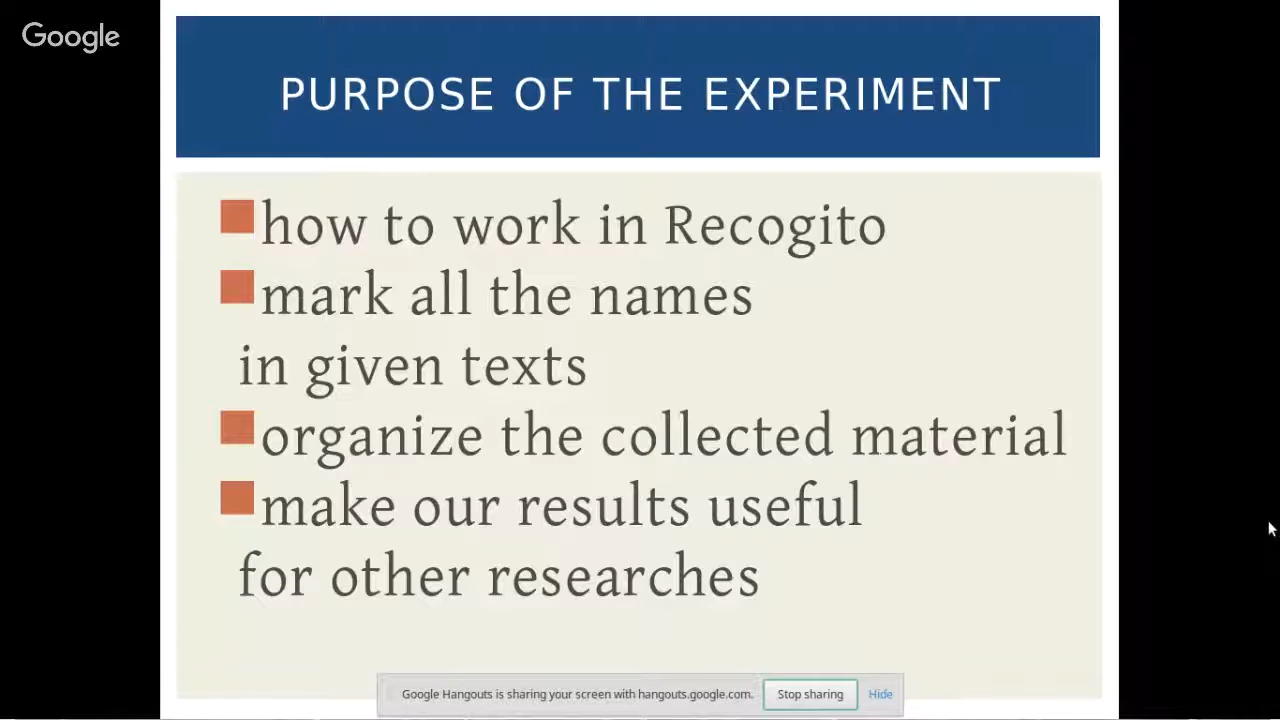 Google
PURPOSE OF THE EXPERIMENT
how to work in Recogito
mark all the names
in given texts
organize the collected material
make our results useful
for other researches
Google Hangouts is sharing your screen with hangouts.google.com. Stop sharing Hide